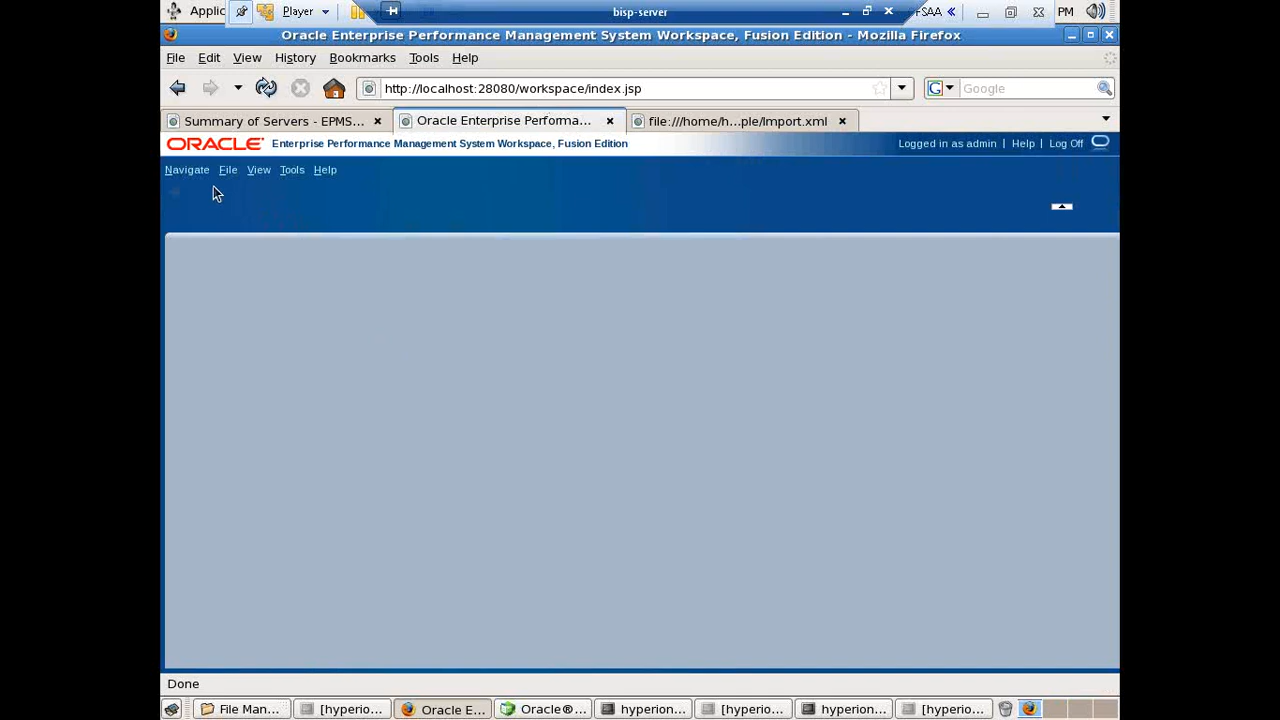 Applic Player bisp-server FSAA PM
Oracle Enterprise Performance Management System Workspace, Fusion Edition - Mozilla Firefox
File Edit View History Bookmarks Tools Help
http://localhost:28080/workspace/index.jsp G Google
Summary of Servers - EPMS... Oracle Enterprise Performa... file:///home/h...ple/Import.xml
ORACLE Enterprise Performance Management System Workspace, Fusion Edition Logged in as admin | Help | Log Off
Navigate File View Tools Help
Done
File Man... [hyperio... Oracle E... Oracle®... hyperion... [hyperio... hyperion... [hyperio...